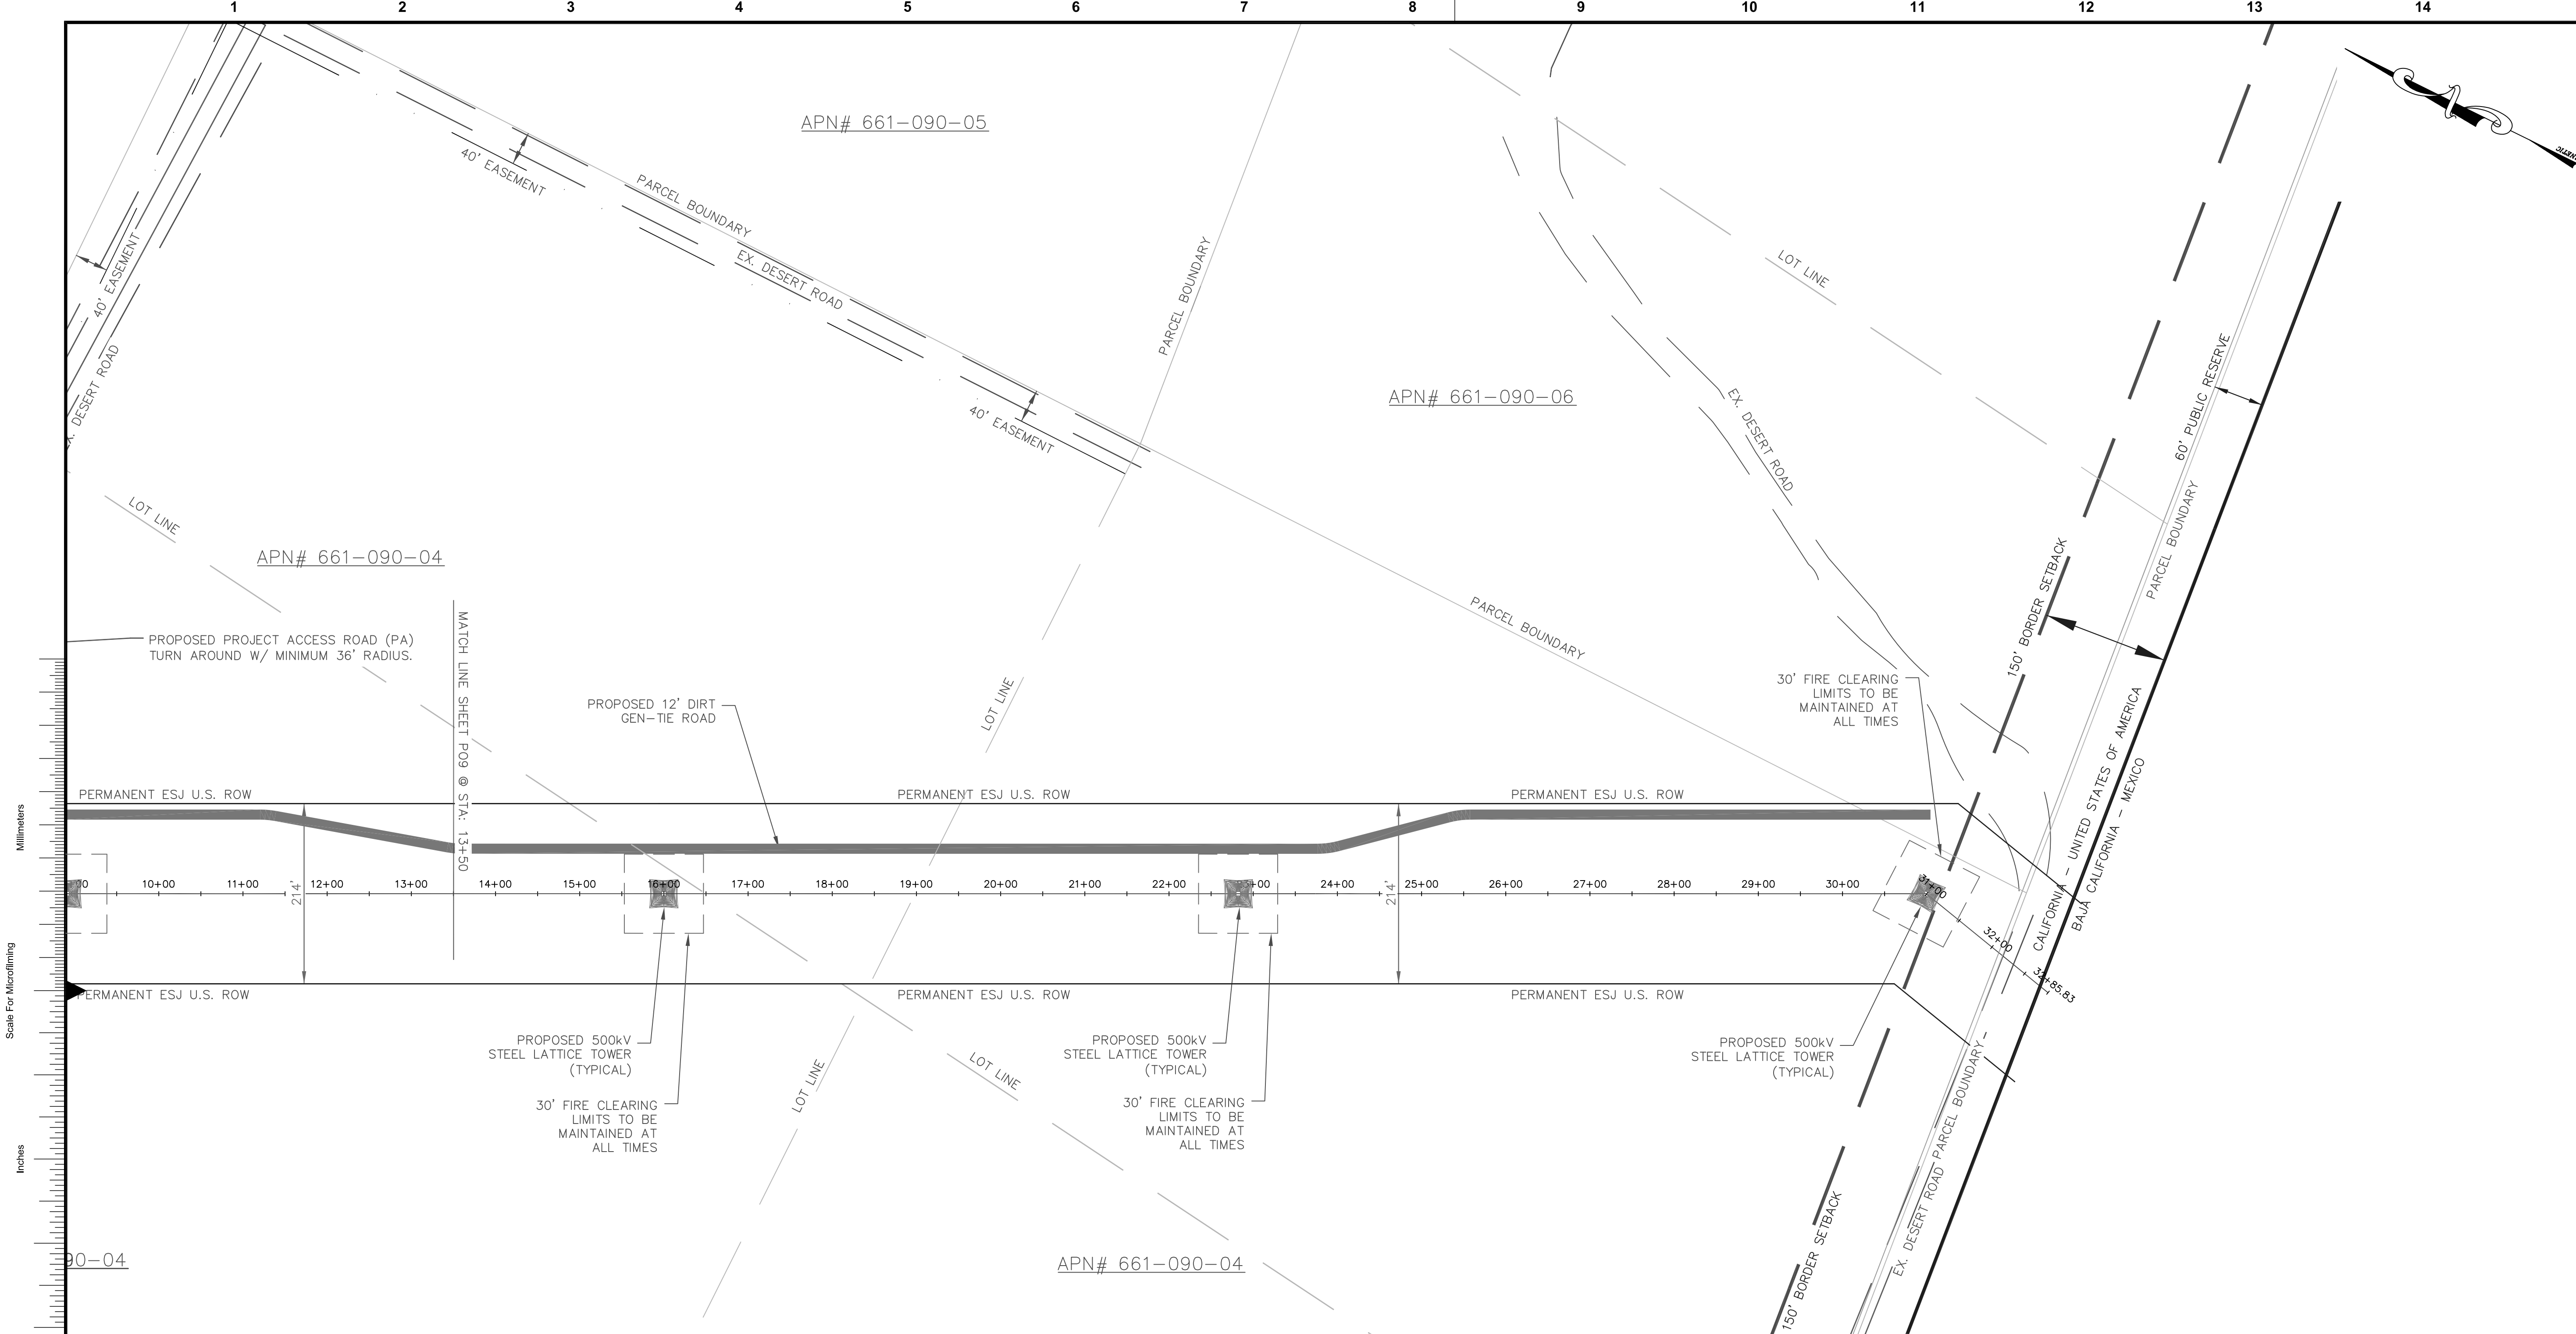 1 2 3 4 5 6 7 8 9 10 11 12 13 14
APN# 661-090-05
40' EASEMENT
PARCEL BOUNDARY
EX. DESERT ROAD
40' EASEMENT
EX. DESERT ROAD
PARCEL BOUNDARY
40' EASEMENT
APN# 661-090-06
LOT LINE
EX. DESERT ROAD
60' PUBLIC RESERVE
PARCEL BOUNDARY
LOT LINE
APN# 661-090-04
PROPOSED PROJECT ACCESS ROAD (PA)
TURN AROUND W/ MINIMUM 36' RADIUS.
MATCH LINE SHEET P09 @ STA: 13+50
PROPOSED 12' DIRT
GEN-TIE ROAD
LOT LINE
PARCEL BOUNDARY
30' FIRE CLEARING
LIMITS TO BE
MAINTAINED AT
ALL TIMES
150' BORDER SETBACK
CALIFORNIA - UNITED STATES OF AMERICA
BAJA CALIFORNIA - MEXICO
PERMANENT ESJ U.S. ROW
PERMANENT ESJ U.S. ROW
PERMANENT ESJ U.S. ROW
214'
214'
10+00 11+00 12+00 13+00 14+00 15+00 16+00 17+00 18+00 19+00 20+00 21+00 22+00 24+00 25+00 26+00 27+00 28+00 29+00 30+00 31+00
32+00
32+85.83
PERMANENT ESJ U.S. ROW
PERMANENT ESJ U.S. ROW
PERMANENT ESJ U.S. ROW
PROPOSED 500kV
STEEL LATTICE TOWER
(TYPICAL)
30' FIRE CLEARING
LIMITS TO BE
MAINTAINED AT
ALL TIMES
LOT LINE
LOT LINE
PROPOSED 500kV
STEEL LATTICE TOWER
(TYPICAL)
30' FIRE CLEARING
LIMITS TO BE
MAINTAINED AT
ALL TIMES
PROPOSED 500kV
STEEL LATTICE TOWER
(TYPICAL)
PARCEL BOUNDARY
EX. DESERT ROAD
150' BORDER SETBACK
90-04
APN# 661-090-04
Millimeters
Scale For Microfilming
Inches